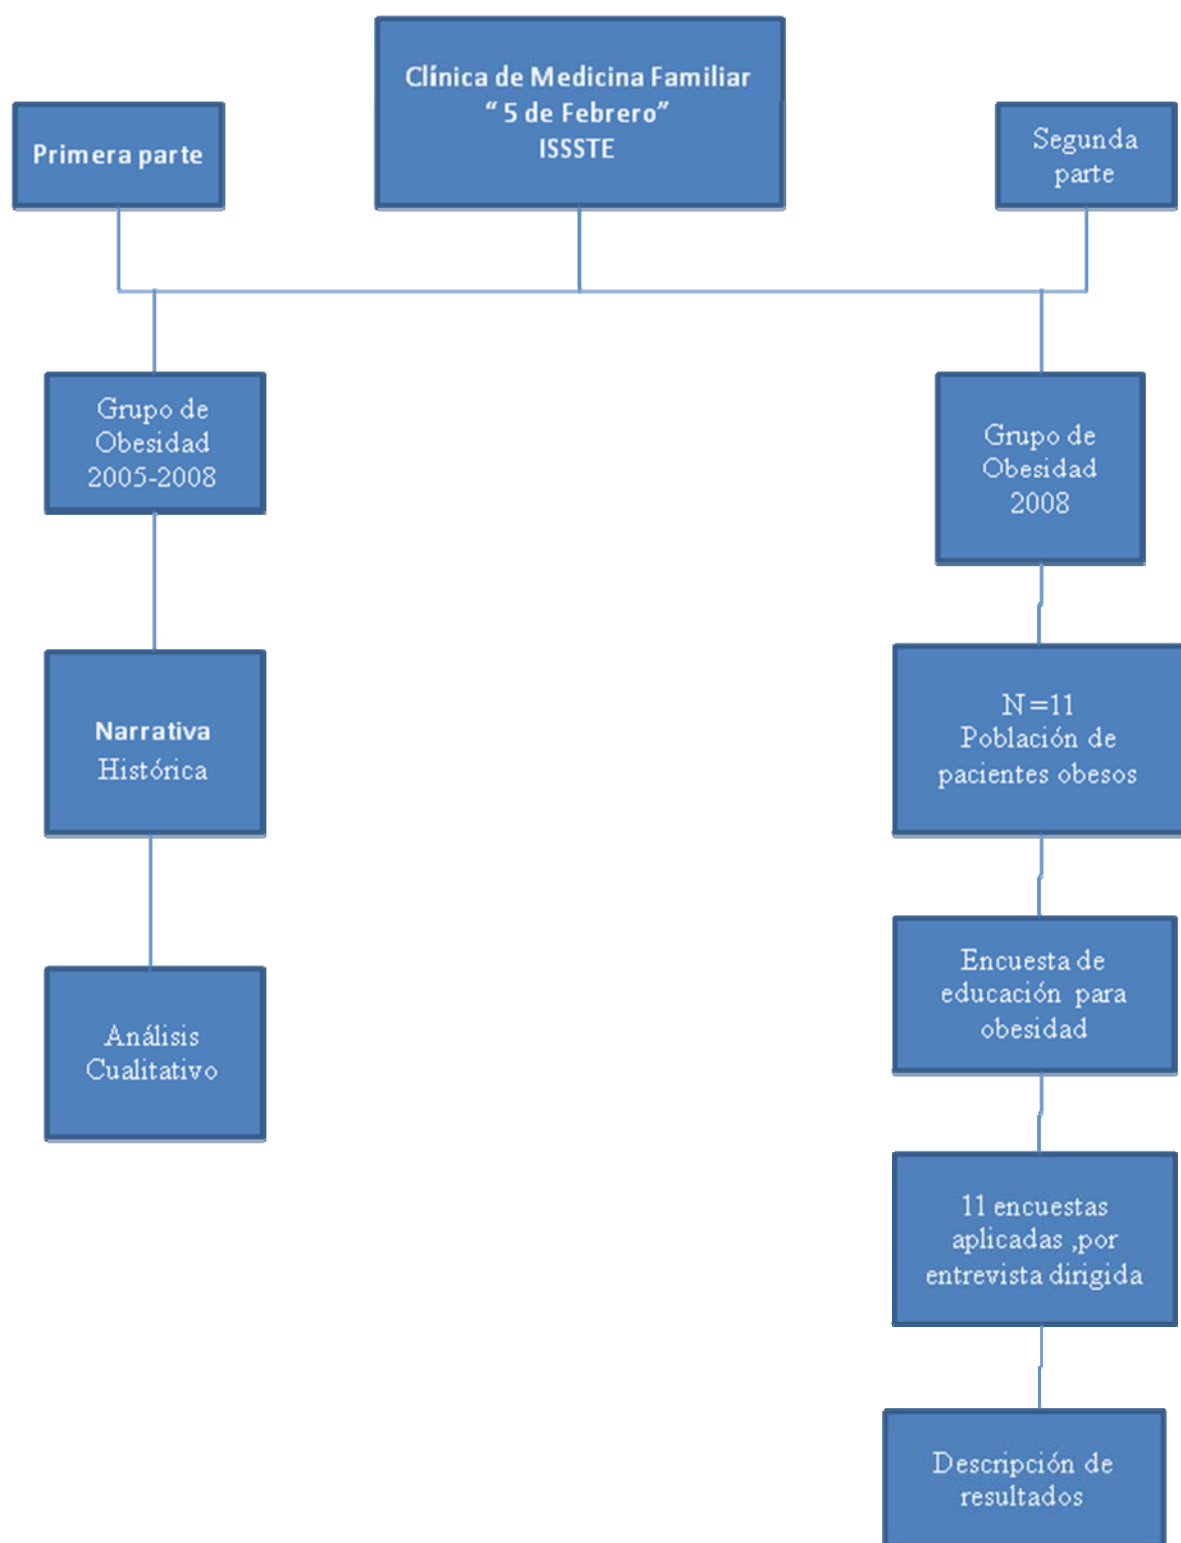 Clínica de Medicina Familiar
“ 5 de Febrero”
ISSSTE
Primera parte
Segunda
parte
Grupo de
Obesidad
2005-2008
Narrativa
Histórica
Análisis
Cualitativo
Grupo de
Obesidad
2008
N=11
Población de
pacientes obesos
Encuesta de
educación para
obesidad
11 encuestas
aplicadas ,por
entrevista dirigida
Descripción de
resultados